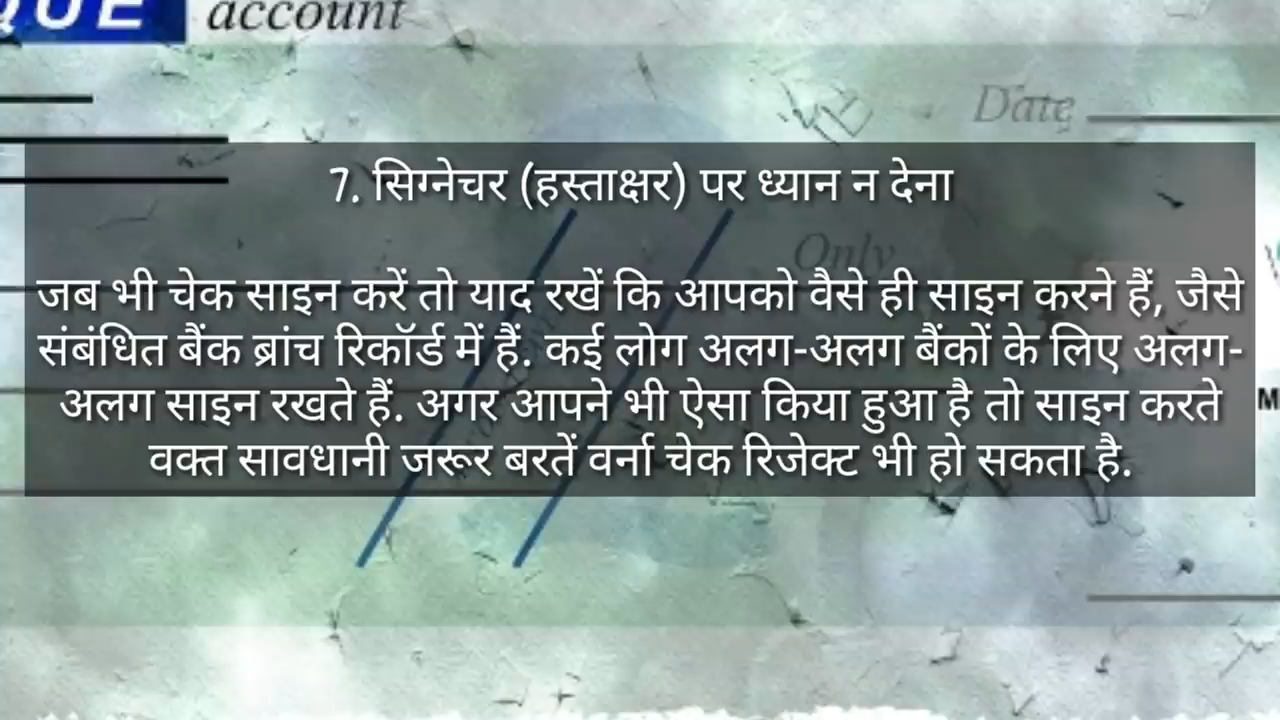 QUE account
Date
7. सिग्नेचर (हस्ताक्षर) पर ध्यान न देना
Only
जब भी चेक साइन करें तो याद रखें कि आपको वैसे ही साइन करने हैं, जैसे
संबंधित बैंक ब्रांच रिकॉर्ड में हैं. कई लोग अलग-अलग बैंकों के लिए अलग-
अलग साइन रखते हैं. अगर आपने भी ऐसा किया हुआ है तो साइन करते
वक्त सावधानी जरूर बरतें वर्ना चेक रिजेक्ट भी हो सकता है.